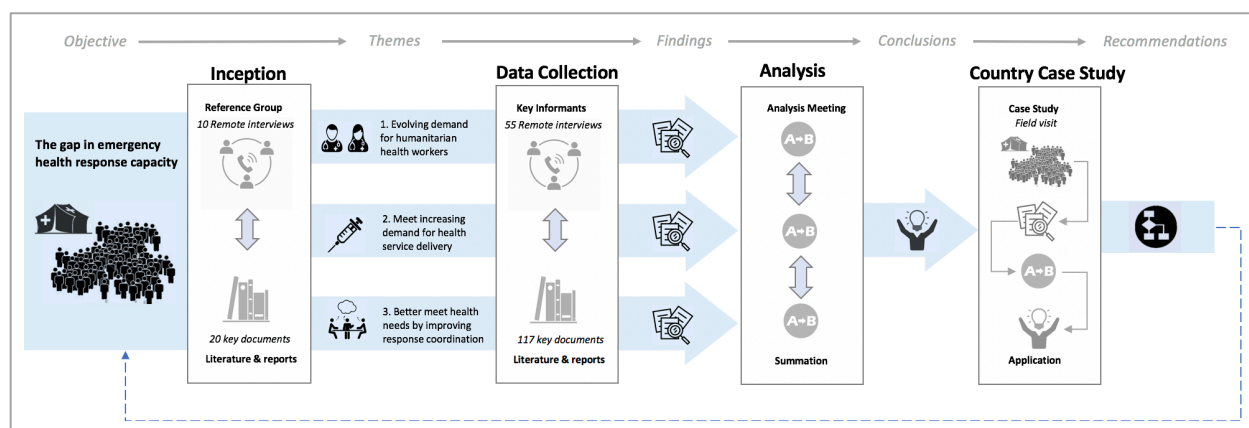 Objective
Themes
Findings
Conclusions
Recommendations
Inception
Data Collection
Analysis
Country Case Study
The gap in emergency
health response capacity
Reference Group
10 Remote interviews
20 key documents
Literature & reports
1. Evolving demand
for humanitarian
health workers
2. Meet increasing
demand for health
service delivery
3. Better meet health
needs by improving
response coordination
Key Informants
55 Remote interviews
117 key documents
Literature & reports
Analysis Meeting
A➔B
A➔B
A➔B
Summation
Case Study
Field visit
A➔B
Application